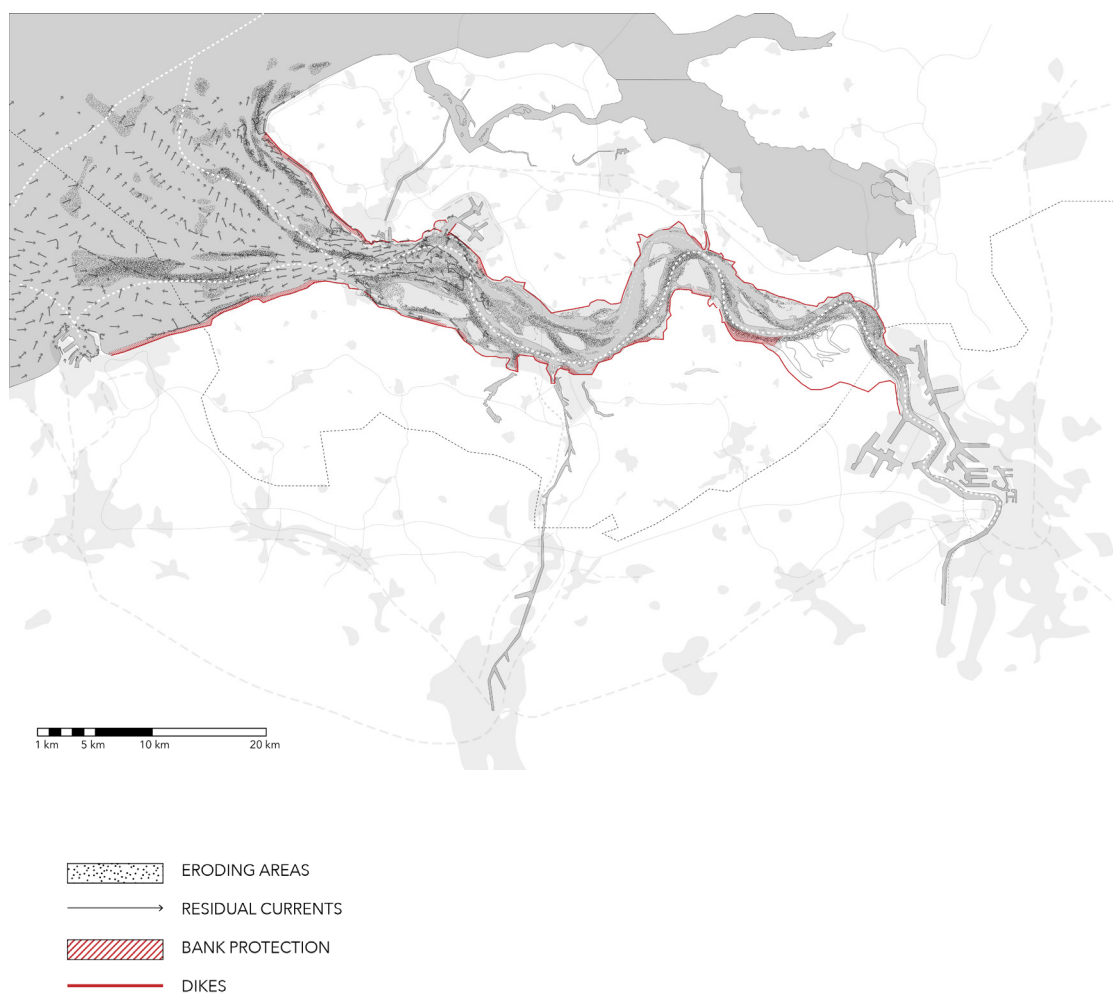 1 km 5 km 10 km 20 km
ERODING AREAS
RESIDUAL CURRENTS
BANK PROTECTION
DIKES